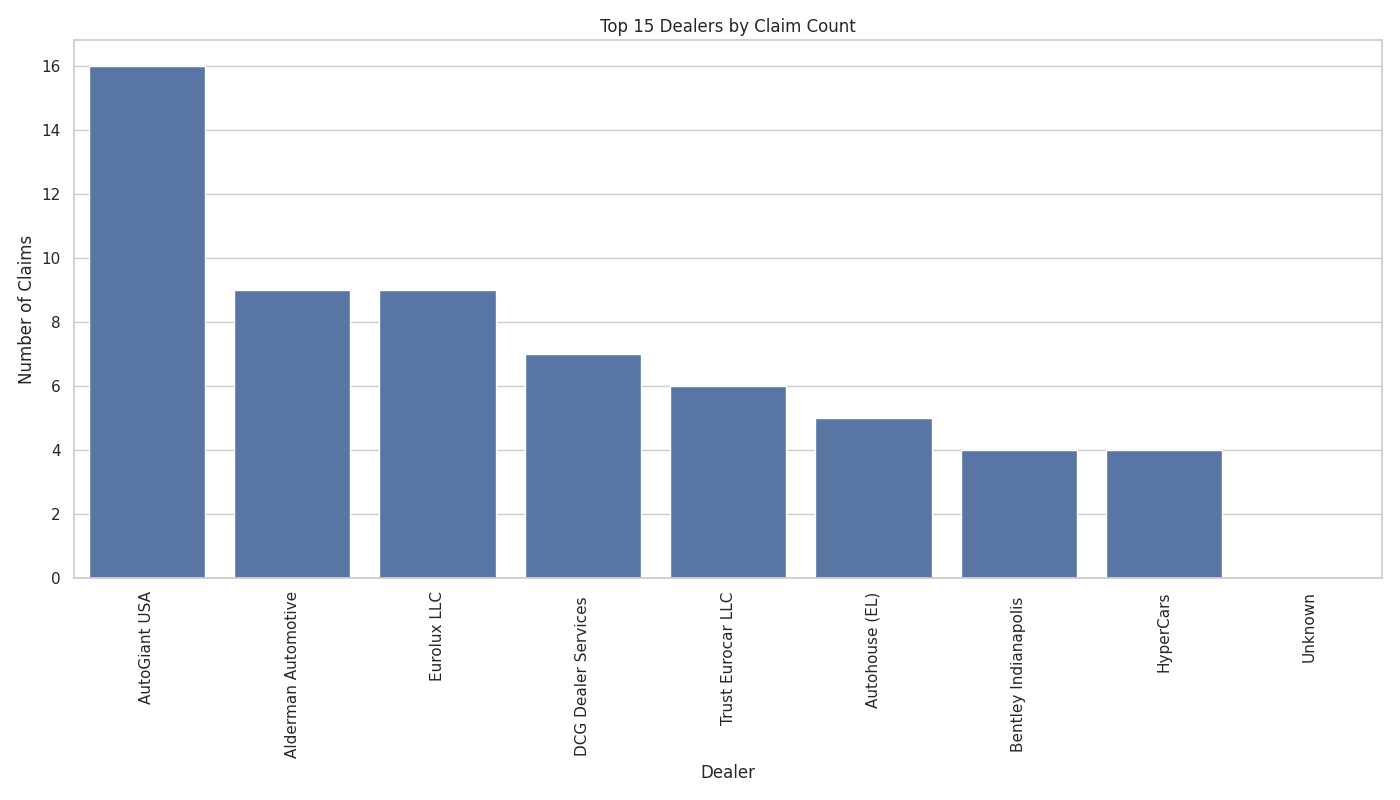 Top 15 Dealers by Claim Count
Number of Claims
16
14
12
10
8
6
4
2
0
AutoGiant USA
Alderman Automotive
Eurolux LLC
DCG Dealer Services
Trust Eurocar LLC
Autohouse (EL)
Bentley Indianapolis
HyperCars
Unknown
Dealer